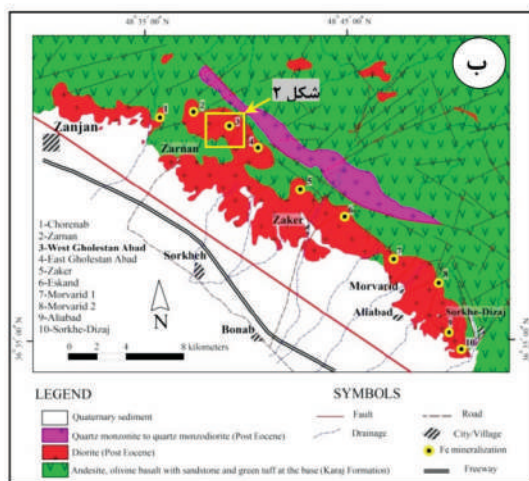 48 35 00 E
48 45 00 E
ب
شکل ۲
Zanjan
Zarnan
1
2
3
4
5
6
7
8
9
10
Zaker
1-Chorenab
2-Zarnan
3-West Gholestan Abad
4-East Gholestan Abad
5-Zaker
6-Eskand
7-Morvarid 1
8-Morvarid 2
9-Aliabad
10-Sorkhe-Dizaj
Sorkheh
Morvarid
Aliabad
Sorkhe-Dizaj
Bonab
N
0 2 4 8 kilometers
36 35 00 N
36 35 00 N
LEGEND
Quaternary sediment
Quartz monzonite to quartz monzodiorite (Post Eocene)
Diorite (Post Eocene)
Andesite, olivine basalt with sandstone and green tuff at the base (Karaj Formation)
SYMBOLS
Fault
Road
Drainage
City/Village
Fe mineralization
Freeway